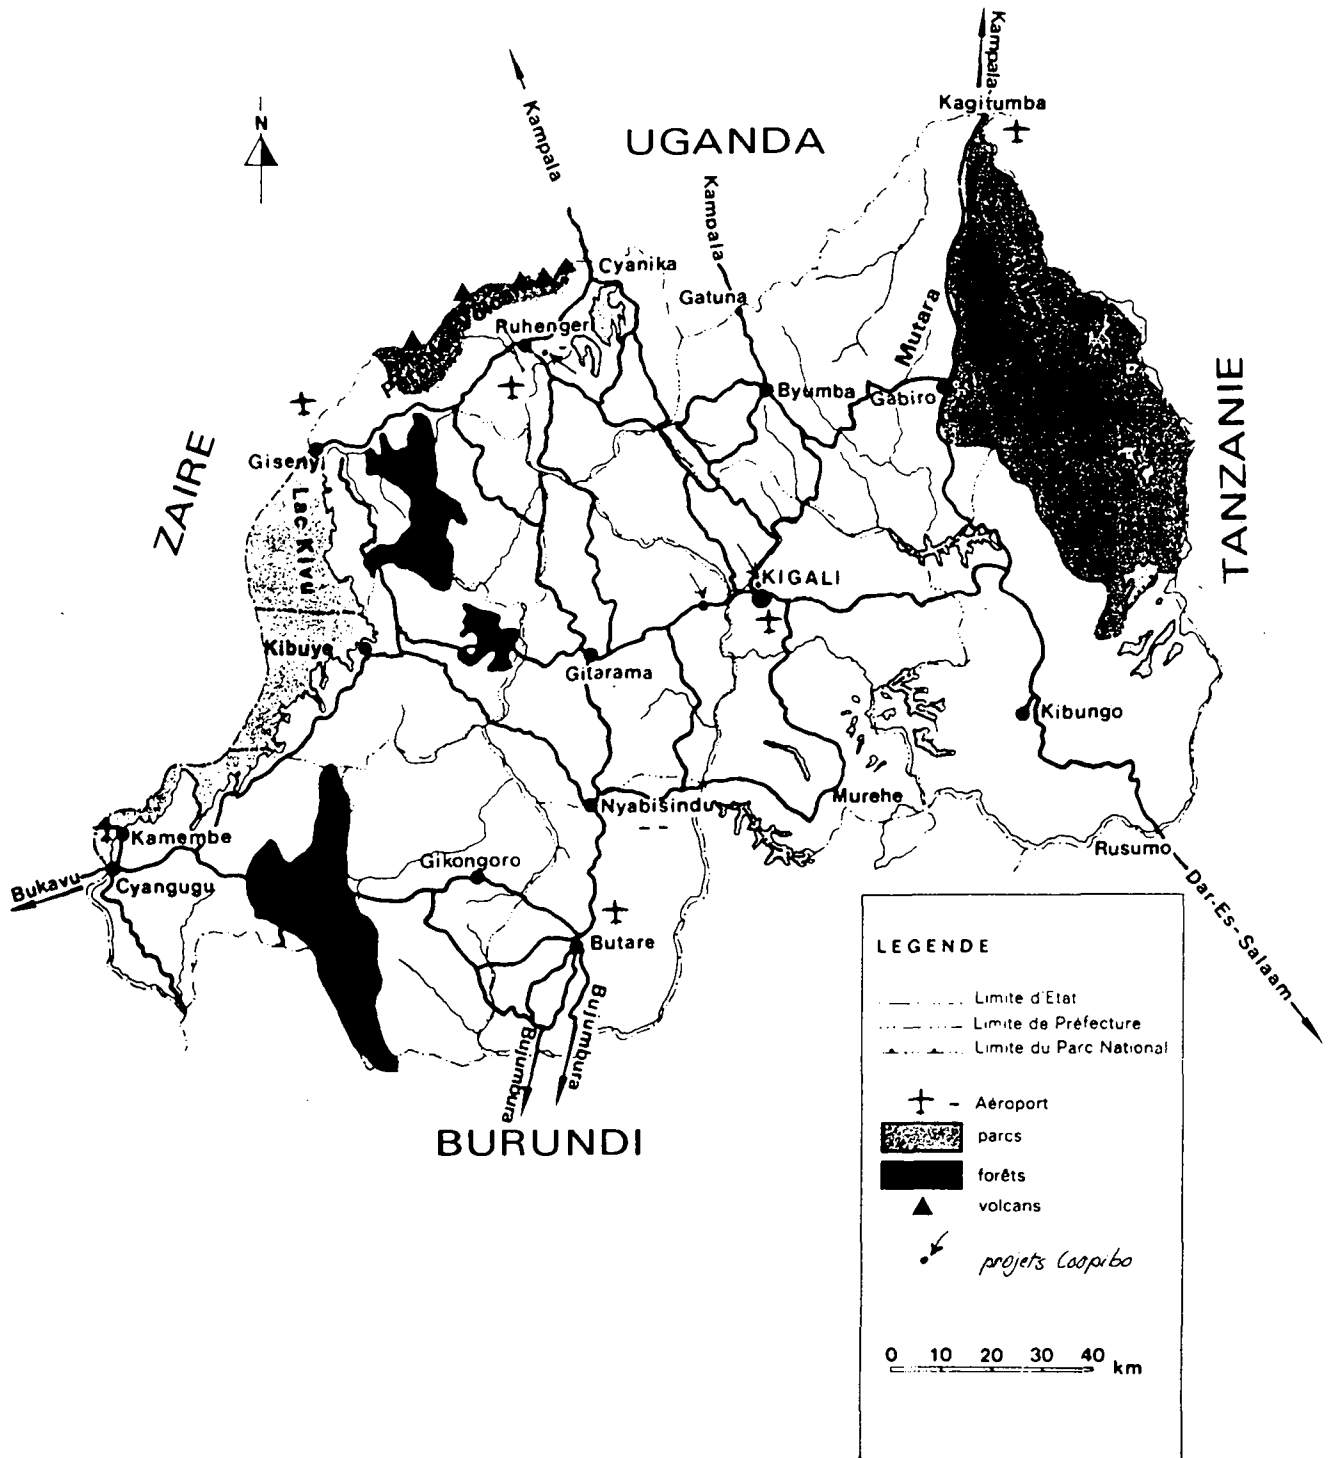 Kampala
Kagitumba
N
Kampala
UGANDA
Kampala
Cyanika
Gatuna
Mutara
Ruhenger
Byumba
Gabiro
TANZANIE
ZAIRE
Gisenyi
Lac Kivu
KIGALI
Kibuye
Gitarama
Kibungo
Nyabisindu
Murehe
Kamembe
Rusumo
Gikongoro
Bukavu
Cyangugu
Dar-Es-Salaam
Butare
Bujumbura
Bujumbura
BURUNDI
LEGENDE
Limite d'Etat
Limite de Préfecture
Limite du Parc National
- Aéroport
parcs
forêts
volcans
projets Coopibo
0 10 20 30 40 km